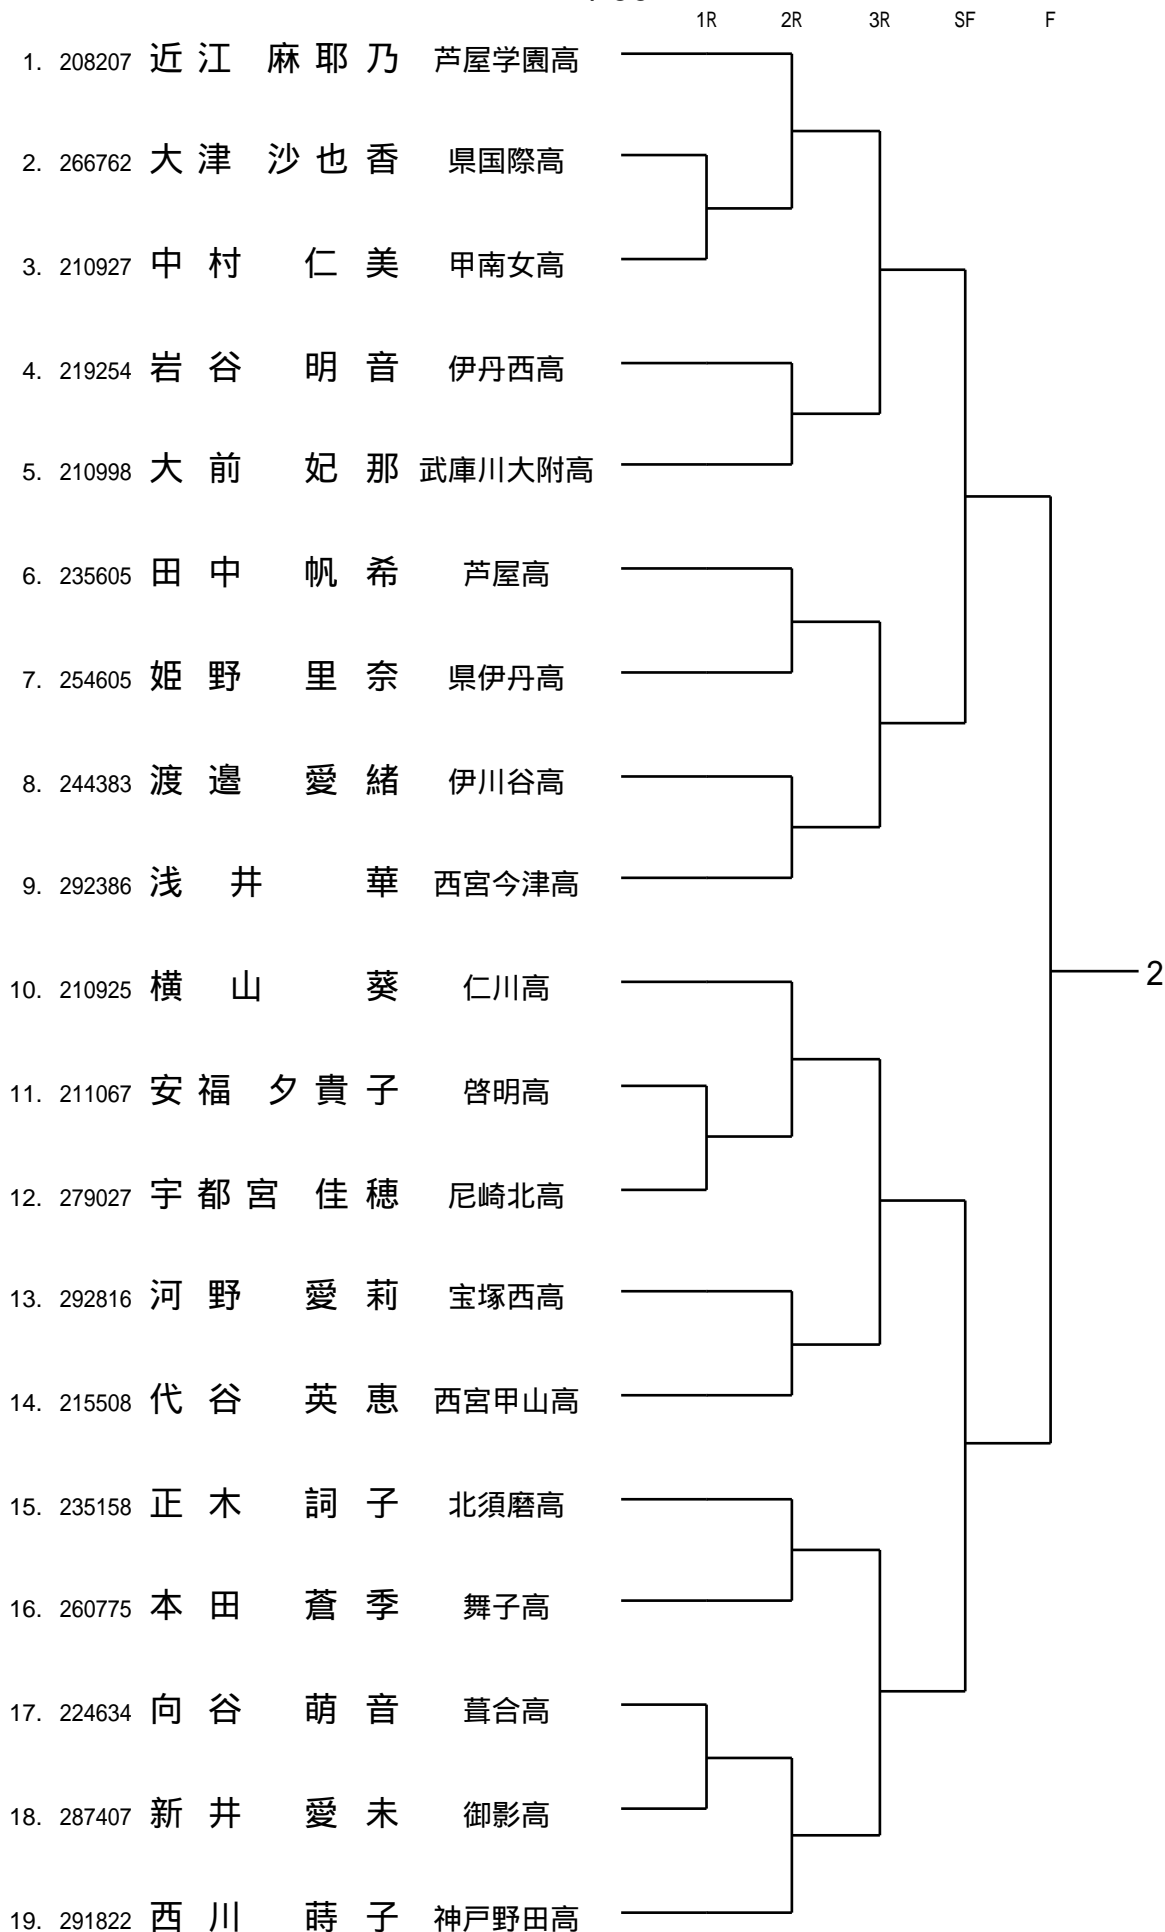 1R 2R 3R SF F
1. 208207 近江 麻耶乃 芦屋学園高
2. 266762 大津 沙也香 県国際高
3. 210927 中村 仁美 甲南女高
4. 219254 岩谷 明音 伊丹西高
5. 210998 大前 妃那 武庫川大附高
6. 235605 田中 帆希 芦屋高
7. 254605 姫野 里奈 県伊丹高
8. 244383 渡邉 愛緒 伊川谷高
9. 292386 浅井 華 西宮今津高
2
10. 210925 横山 葵 仁川高
11. 211067 安福 夕貴子 啓明高
12. 279027 宇都宮 佳穂 尼崎北高
13. 292816 河野 愛莉 宝塚西高
14. 215508 代谷 英恵 西宮甲山高
15. 235158 正木 詞子 北須磨高
16. 260775 本田 蒼季 舞子高
17. 224634 向谷 萌音 葺合高
18. 287407 新井 愛未 御影高
19. 291822 西川 蒔子 神戸野田高